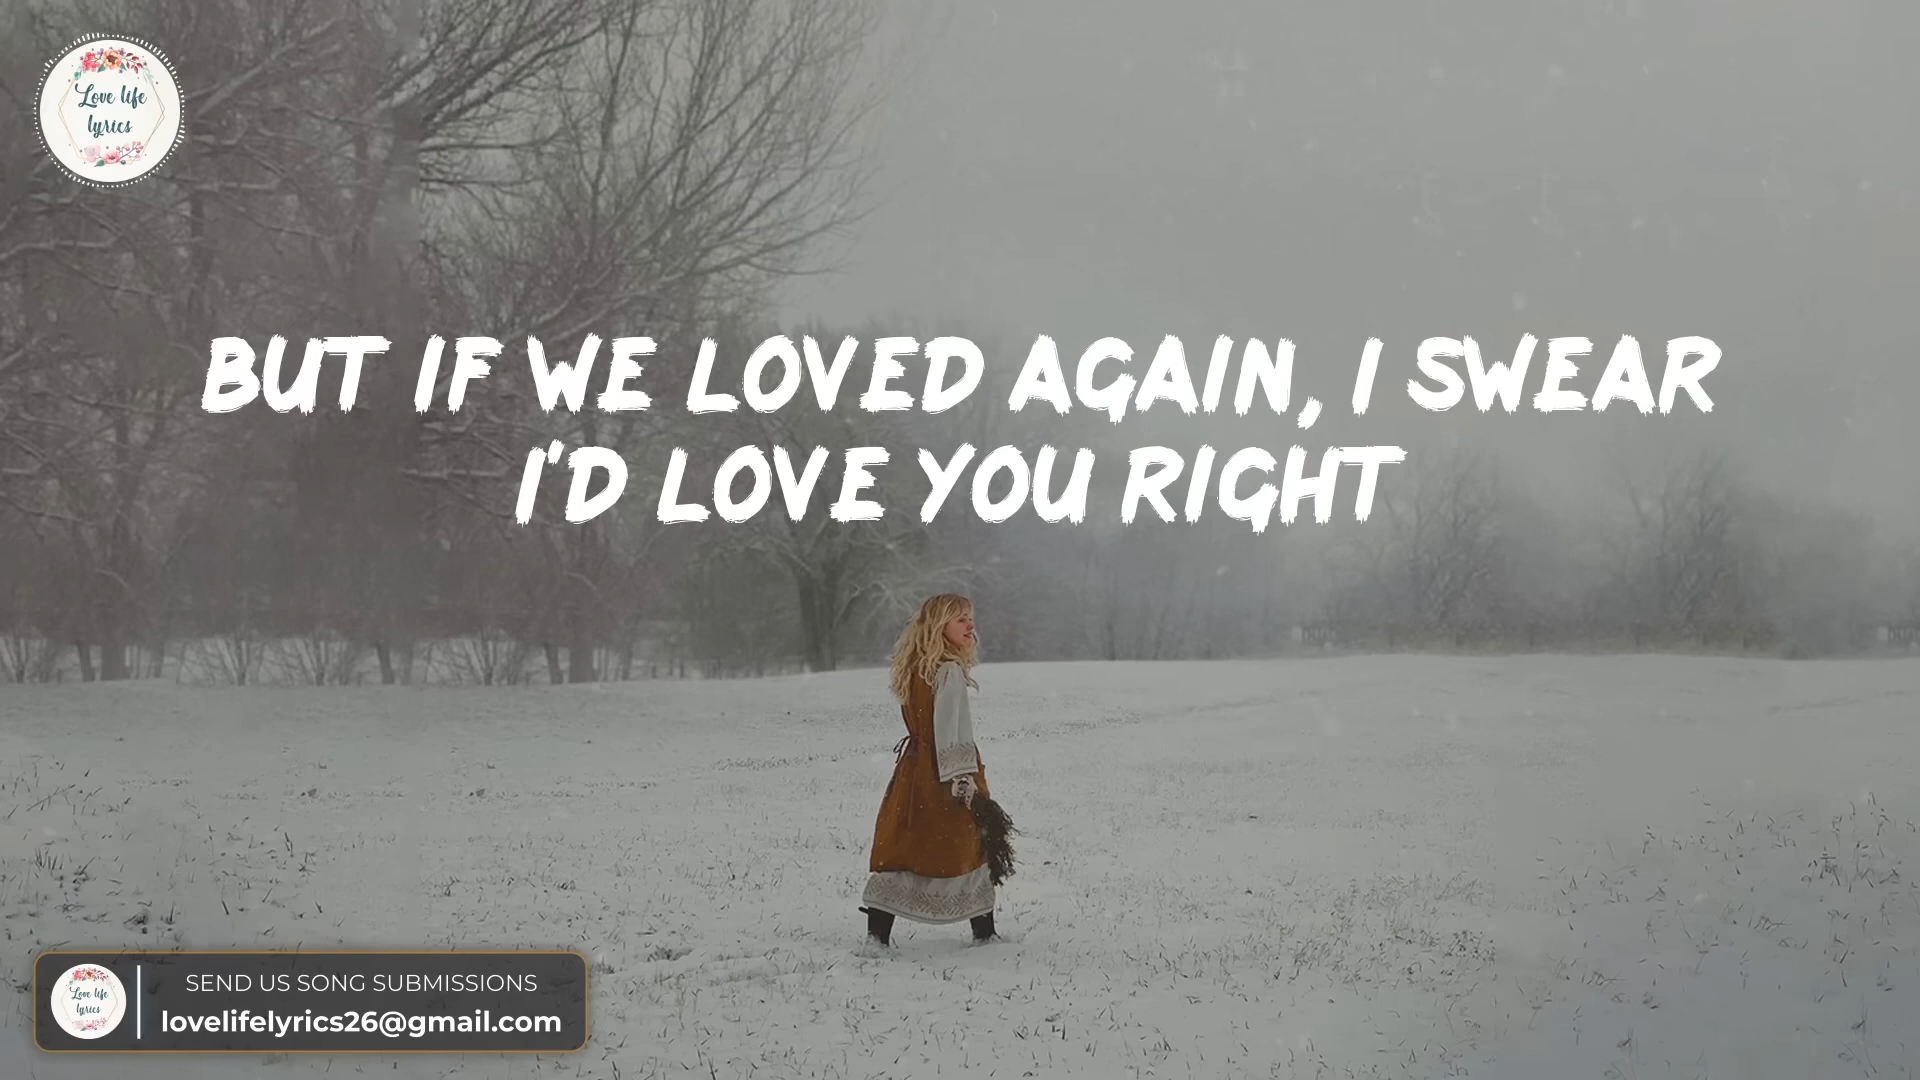 Love life
lyrics
BUT IF WE LOVED AGAIN, I SWEAR
I'D LOVE YOU RIGHT
Love life
lyrics
SEND US SONG SUBMISSIONS
lovelifelyrics26@gmail.com